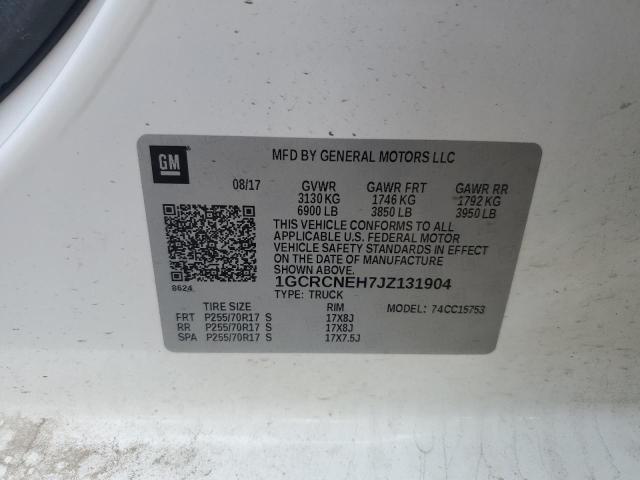 GM
MFD BY GENERAL MOTORS LLC
08/17 GVWR GAWR FRT GAWR RR
3130 KG 1746 KG 1792 KG
6900 LB 3850 LB 3950 LB
THIS VEHICLE CONFORMS TO ALL
APPLICABLE U.S. FEDERAL MOTOR
VEHICLE SAFETY STANDARDS IN EFFECT
ON THE DATE OF MANUFACTURE SHOWN ABOVE.
8624 1GCRCNEH7JZ131904
TYPE: TRUCK
TIRE SIZE RIM MODEL: 74CC15753
FRT P255/70R17 S 17X8J
RR P255/70R17 S 17X8J
SPA P255/70R17 S 17X7.5J